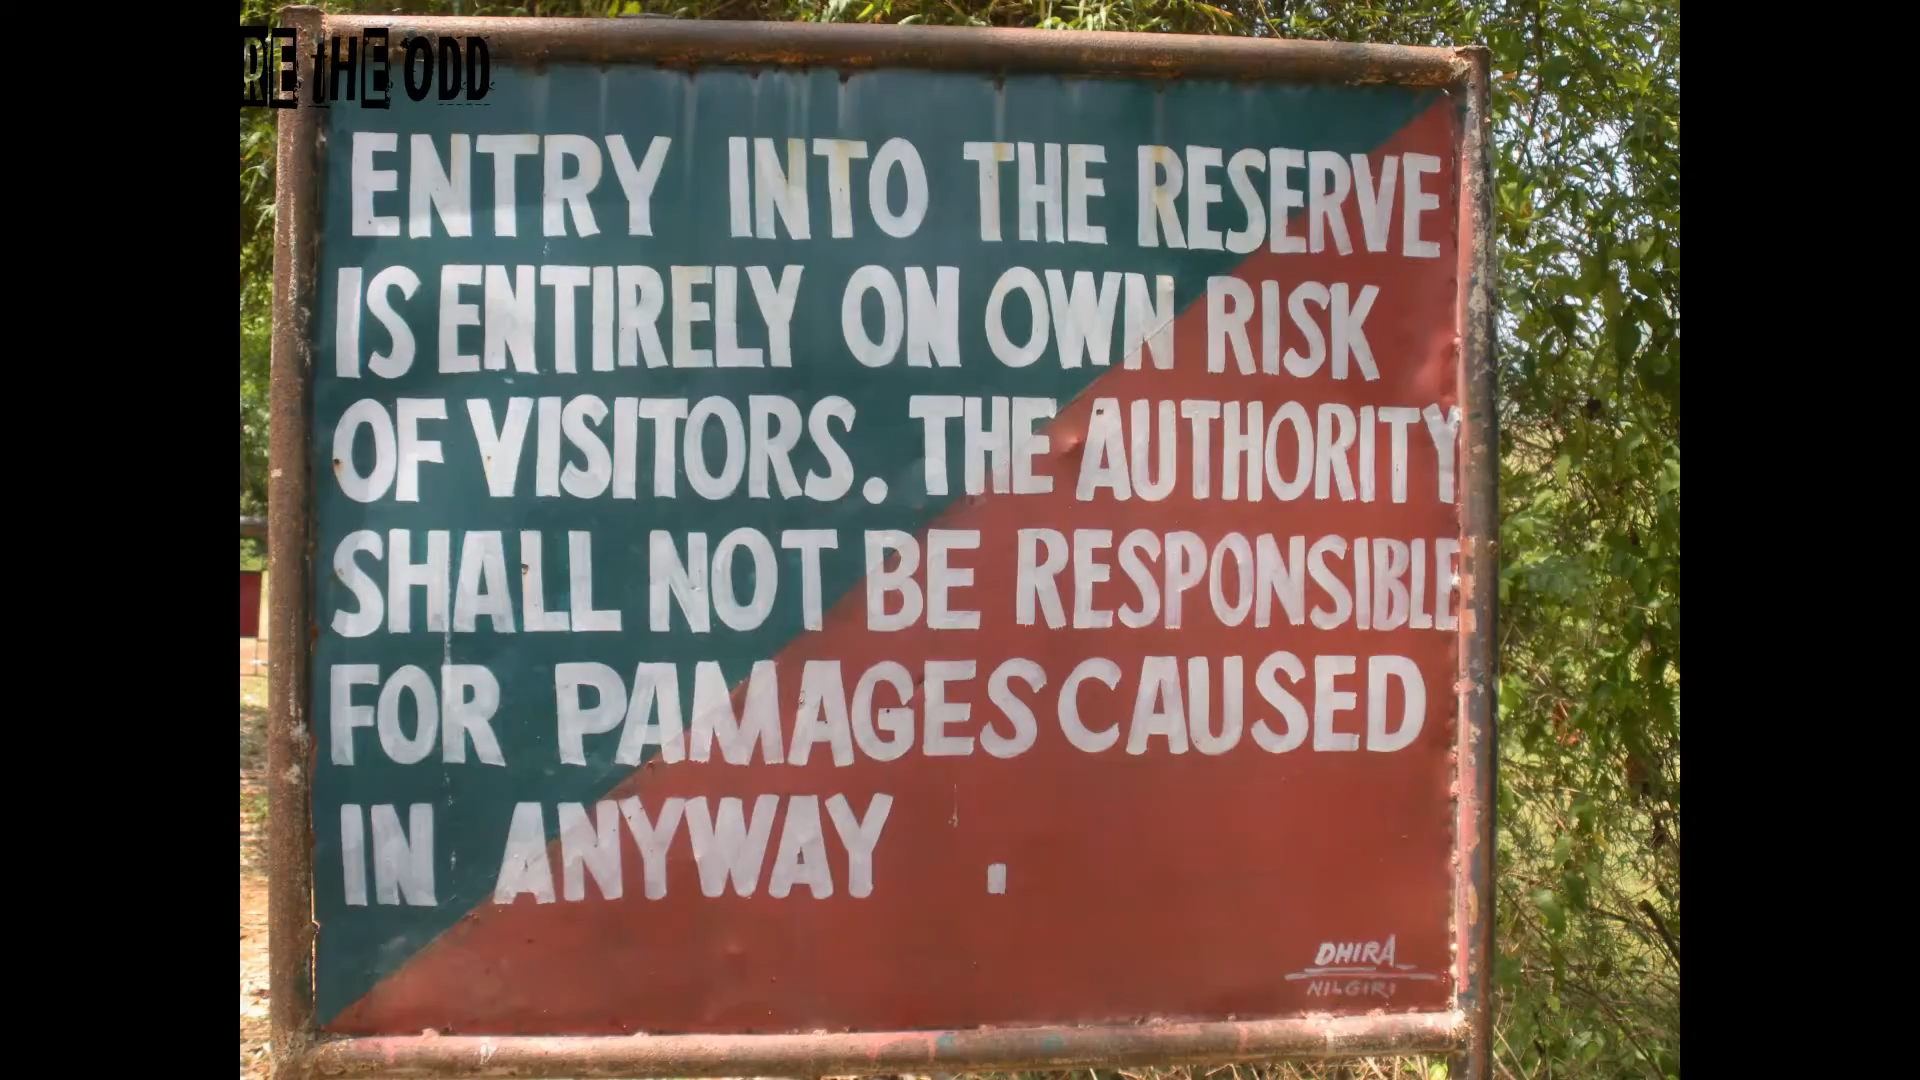 RE THE ODD
ENTRY INTO THE RESERVE
IS ENTIRELY ON OWN RISK
OF VISITORS. THE AUTHORITY
SHALL NOT BE RESPONSIBLE
FOR PAMAGES CAUSED
IN ANYWAY .
DHIRA
NILGIRI